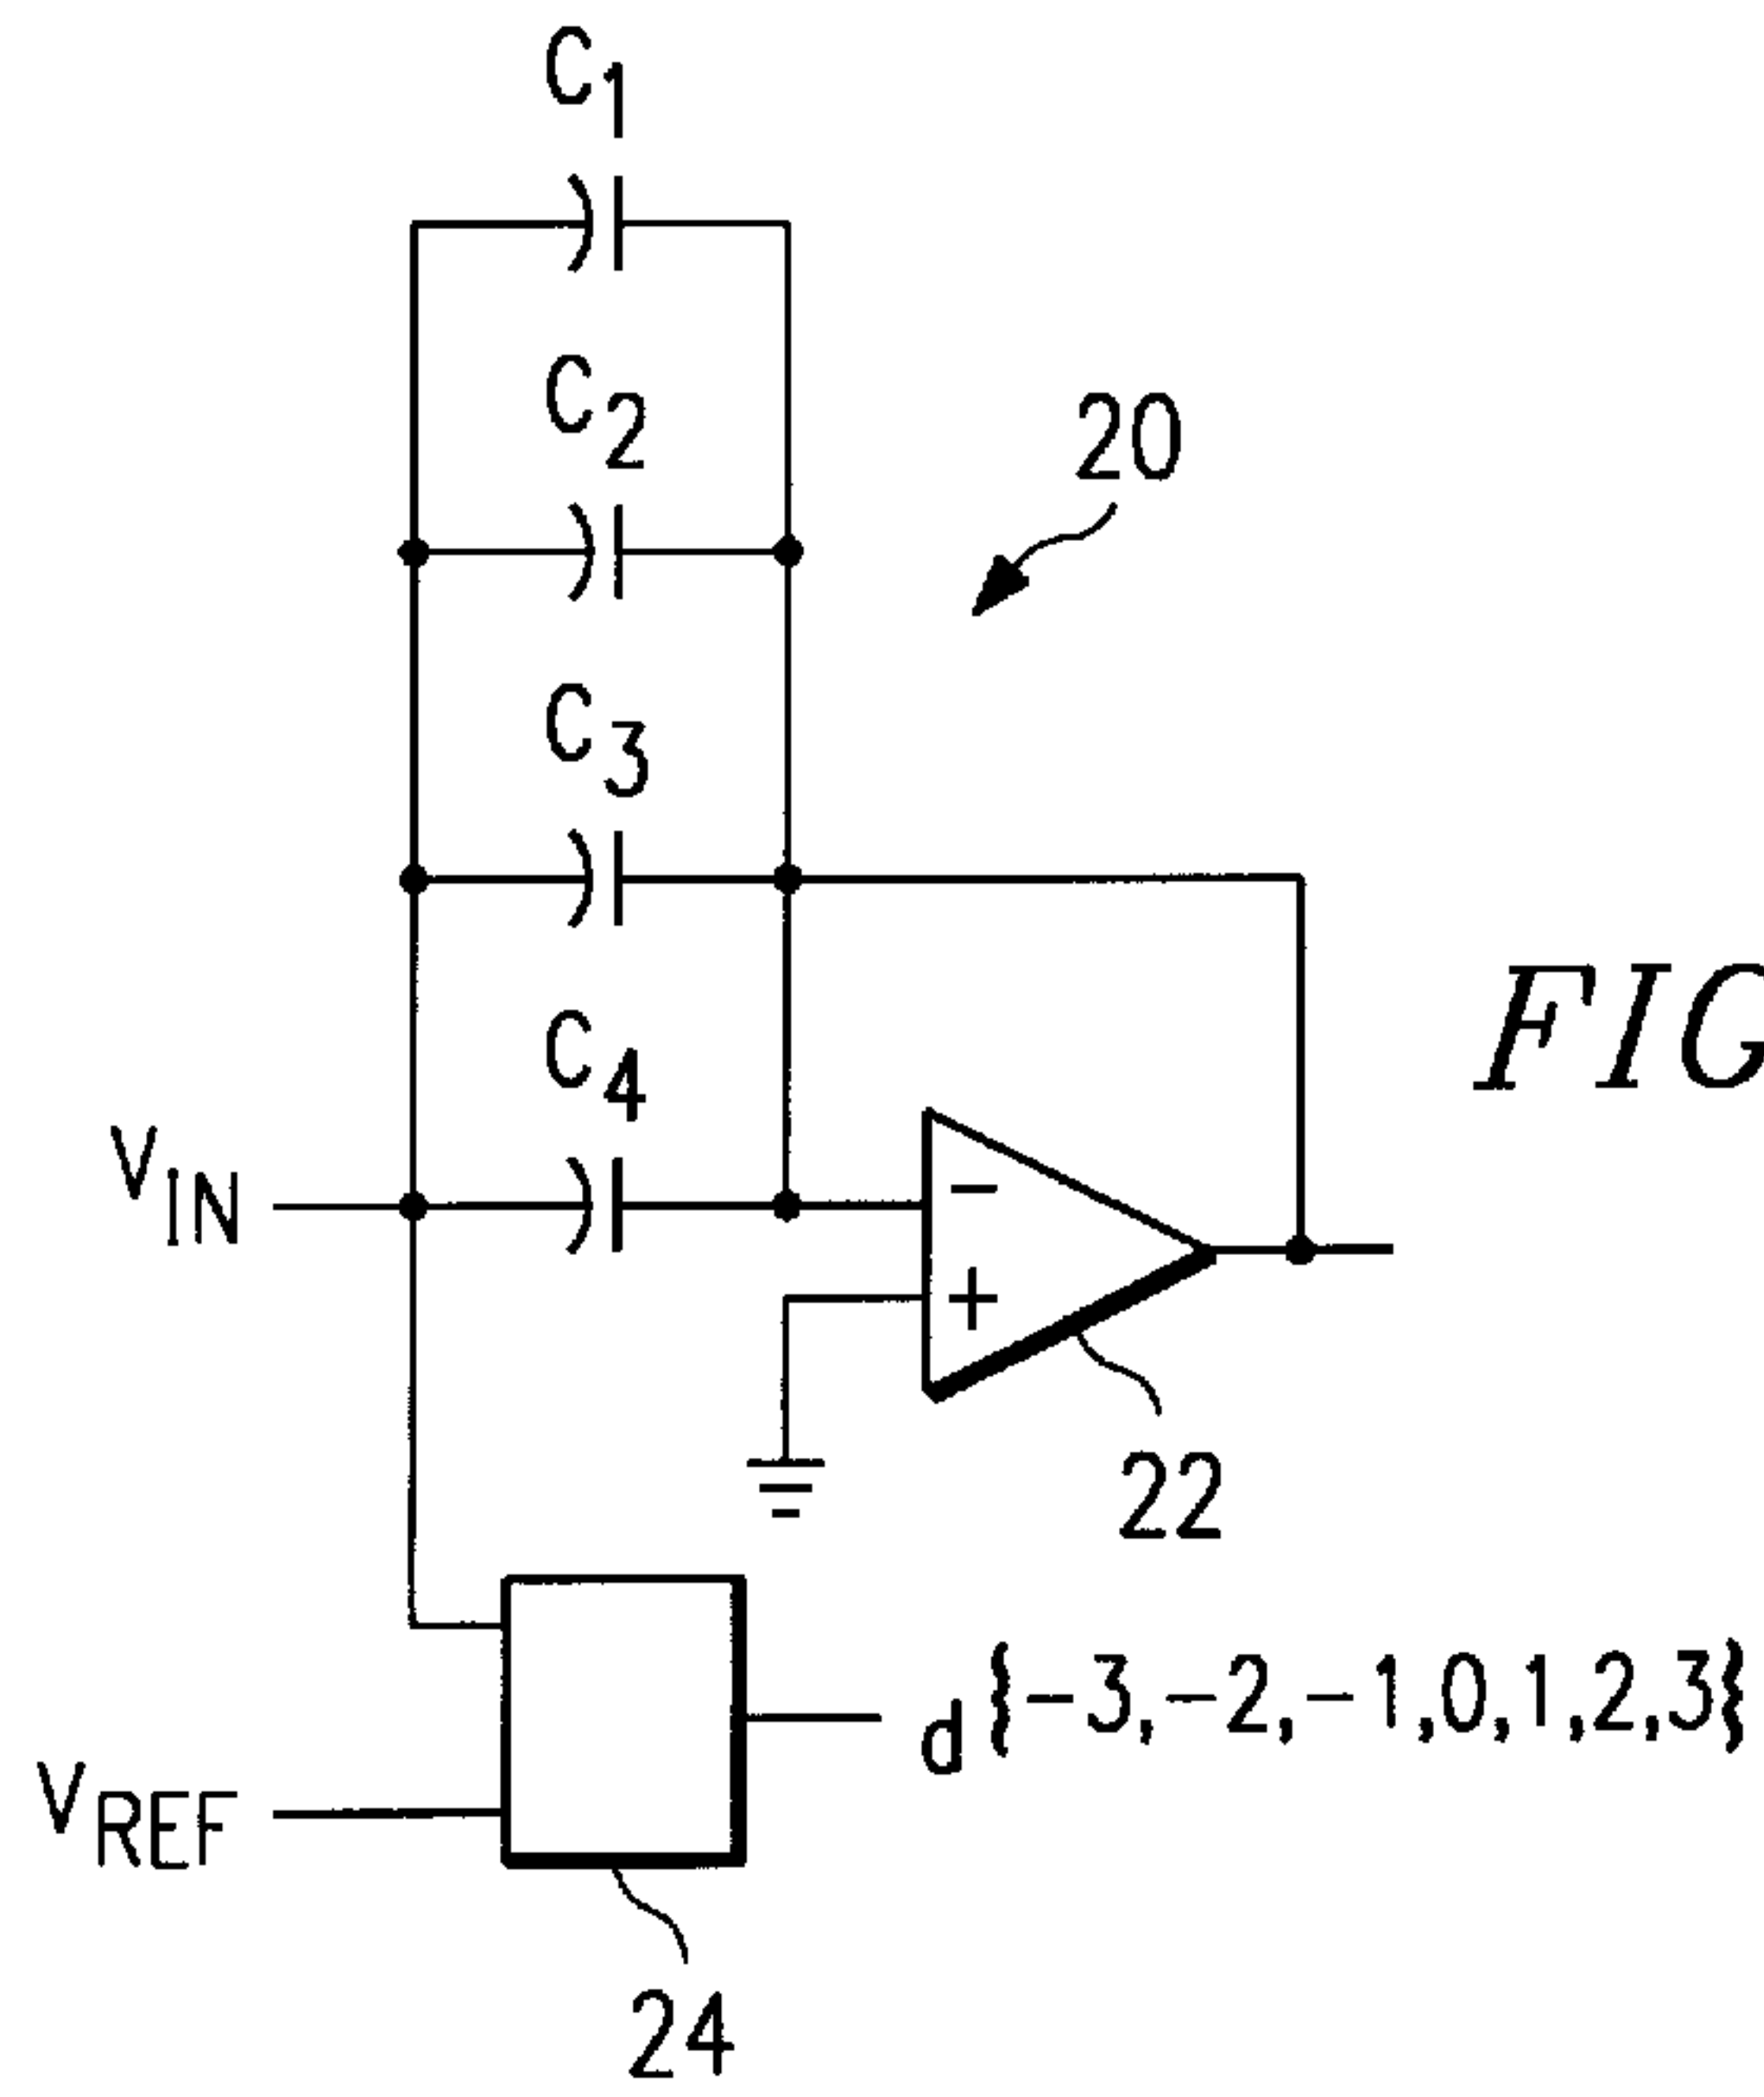 C1
C2
20
C3
FIG
C4
VIN
−
+
22
d{−3,−2,−1,0,1,2,3}
VREF
24